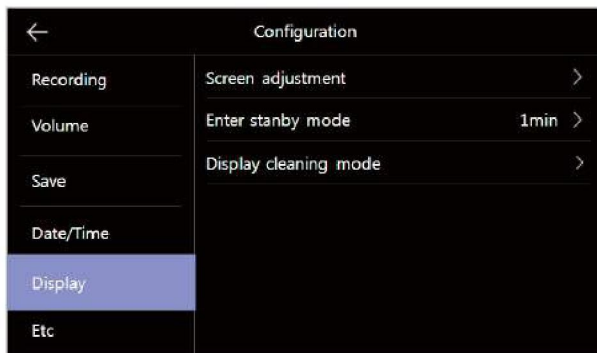 Configuration
Recording
Volume
Save
Date/Time
Display
Etc
Screen adjustment
Enter stanby mode 1min
Display cleaning mode